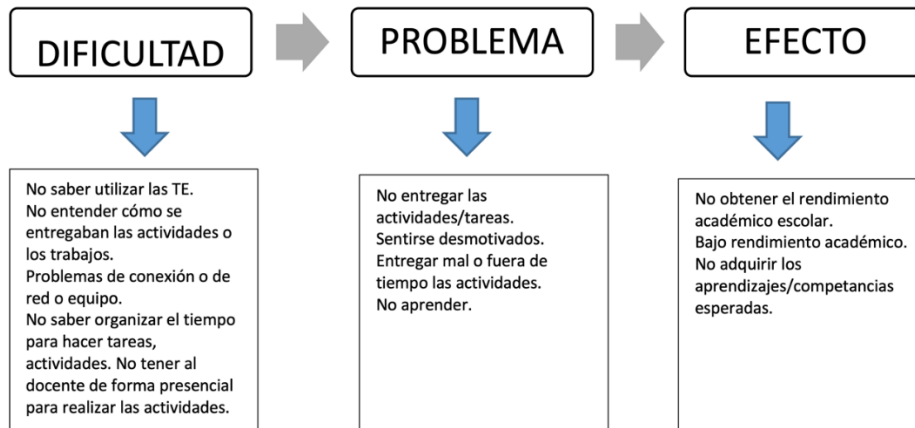 DIFICULTAD
PROBLEMA
EFECTO
No saber utilizar las TE.
No entender cómo se
entregaban las actividades o
los trabajos.
Problemas de conexión o de
red o equipo.
No saber organizar el tiempo
para hacer tareas,
actividades. No tener al
docente de forma presencial
para realizar las actividades.
No entregar las
actividades/tareas.
Sentirse desmotivados.
Entregar mal o fuera de
tiempo las actividades.
No aprender.
No obtener el rendimiento
académico escolar.
Bajo rendimiento académico.
No adquirir los
aprendizajes/competancias
esperadas.